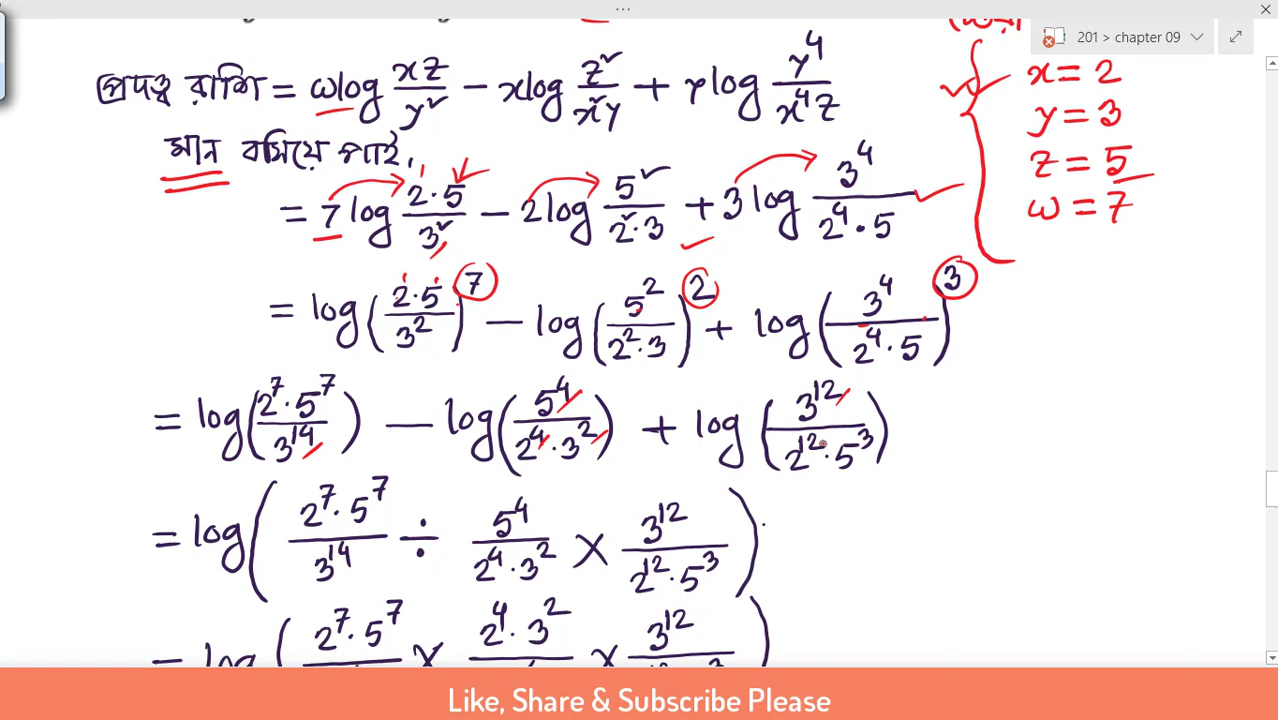 201 > chapter 09
প্রদত্ত রাশি = ωlog xz/y² − xlog z²/x²y + ylog y⁴/x⁴z
x = 2
y = 3
z = 5
ω = 7
মান বসিয়ে পাই,
= 7log 2·5/3² − 2log 5²/2²·3 + 3log 3⁴/2⁴·5
= log(2·5/3²)⁷ − log(5²/2²·3)² + log(3⁴/2⁴·5)³
= log(2⁷·5⁷/3¹⁴) − log(5⁴/2⁴·3²) + log(3¹²/2¹²·5³)
= log(2⁷·5⁷/3¹⁴ ÷ 5⁴/2⁴·3² × 3¹²/2¹²·5³)
Like, Share & Subscribe Please